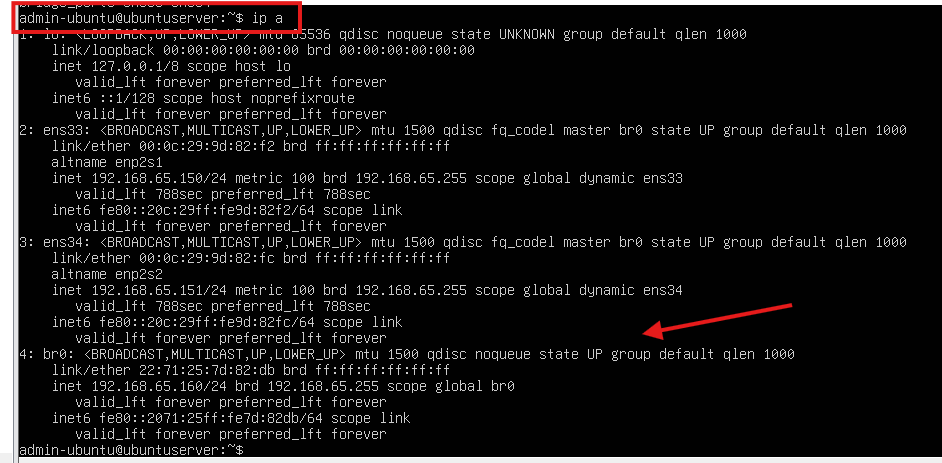 admin-ubuntu@ubuntuserver:~$ ip a
1: lo: <LOOPBACK,UP,LOWER_UP> mtu 65536 qdisc noqueue state UNKNOWN group default qlen 1000
link/loopback 00:00:00:00:00:00 brd 00:00:00:00:00:00
inet 127.0.0.1/8 scope host lo
valid_lft forever preferred_lft forever
inet6 ::1/128 scope host noprefixroute
valid_lft forever preferred_lft forever
2: ens33: <BROADCAST,MULTICAST,UP,LOWER_UP> mtu 1500 qdisc fq_codel master br0 state UP group default qlen 1000
link/ether 00:0c:29:9d:82:f2 brd ff:ff:ff:ff:ff:ff
altname enp2s1
inet 192.168.65.150/24 metric 100 brd 192.168.65.255 scope global dynamic ens33
valid_lft 788sec preferred_lft 788sec
inet6 fe80::20c:29ff:fe9d:82f2/64 scope link
valid_lft forever preferred_lft forever
3: ens34: <BROADCAST,MULTICAST,UP,LOWER_UP> mtu 1500 qdisc fq_codel master br0 state UP group default qlen 1000
link/ether 00:0c:29:9d:82:fc brd ff:ff:ff:ff:ff:ff
altname enp2s2
inet 192.168.65.151/24 metric 100 brd 192.168.65.255 scope global dynamic ens34
valid_lft 788sec preferred_lft 788sec
inet6 fe80::20c:29ff:fe9d:82fc/64 scope link
valid_lft forever preferred_lft forever
4: br0: <BROADCAST,MULTICAST,UP,LOWER_UP> mtu 1500 qdisc noqueue state UP group default qlen 1000
link/ether 22:71:25:7d:82:db brd ff:ff:ff:ff:ff:ff
inet 192.168.65.160/24 brd 192.168.65.255 scope global br0
valid_lft forever preferred_lft forever
inet6 fe80::2071:25ff:fe7d:82db/64 scope link
valid_lft forever preferred_lft forever
admin-ubuntu@ubuntuserver:~$